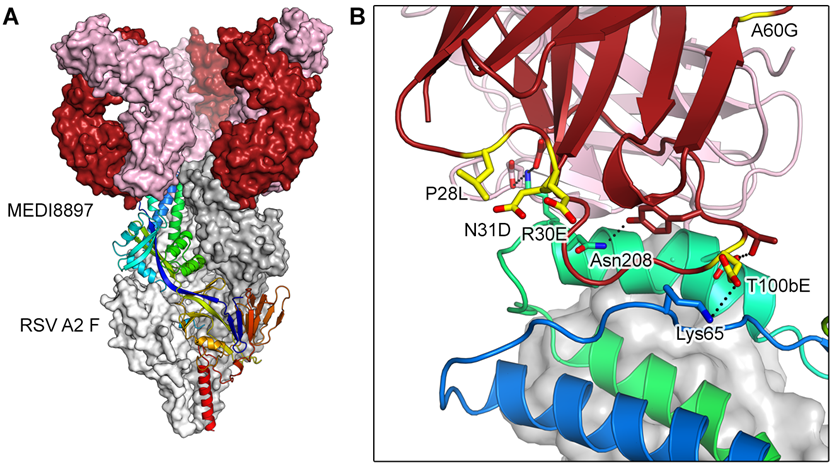 A
B
A60G
P28L
MEDI8897
N31D
R30E
Asn208
T100bE
RSV A2 F
Lys65